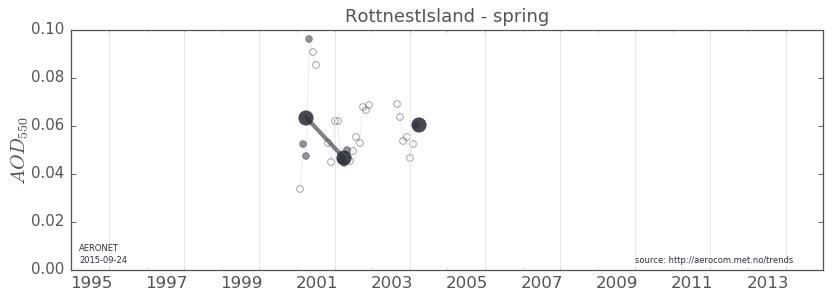 RottnestIsland - spring
0.10
0.08
0.06
0.04
0.02
0.00
AOD550
AERONET
2015-09-24
source: http://aerocom.met.no/trends
1995 1997 1999 2001 2003 2005 2007 2009 2011 2013